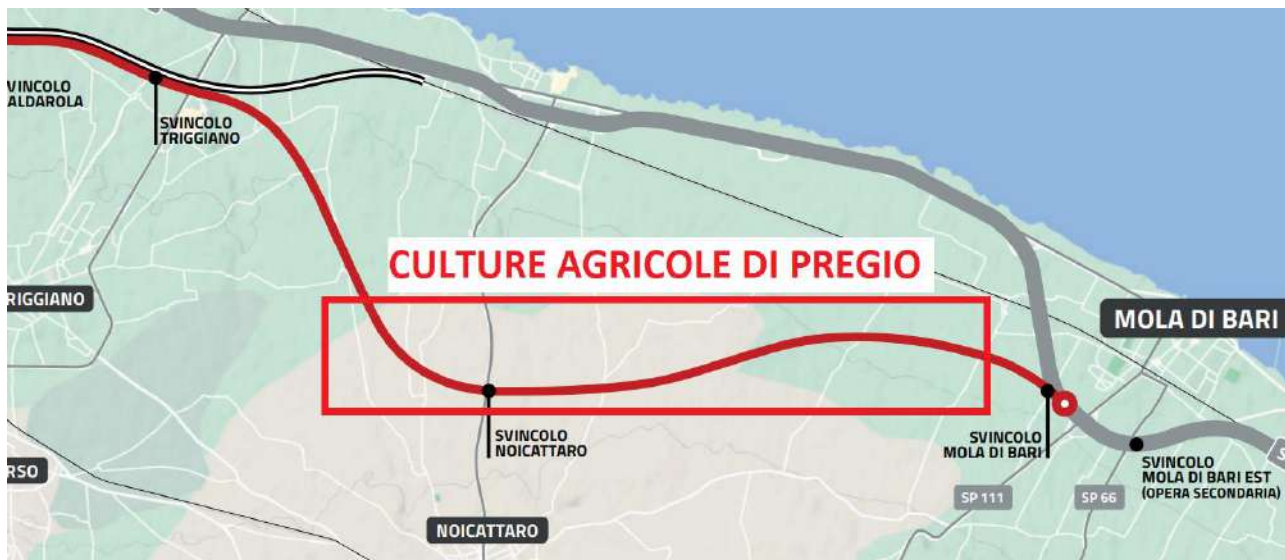 VINCOLO
ALDAROLA
SVINCOLO
TRIGGIANO
CULTURE AGRICOLE DI PREGIO
RIGGIANO
MOLA DI BARI
SVINCOLO
NOICATTARO
SVINCOLO
MOLA DI BARI
SVINCOLO
MOLA DI BARI EST
(OPERA SECONDARIA)
RSO
SP 111
SP 66
NOICATTARO